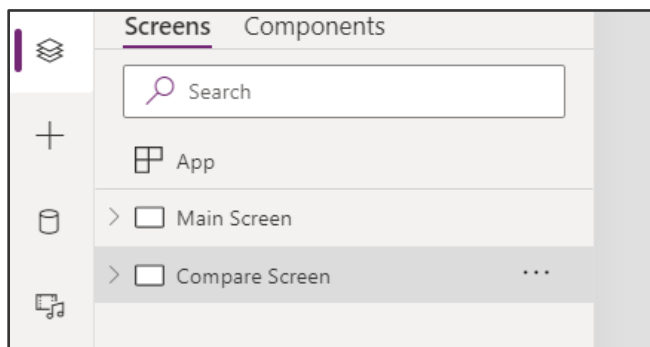 Screens Components
Search
App
Main Screen
Compare Screen ...